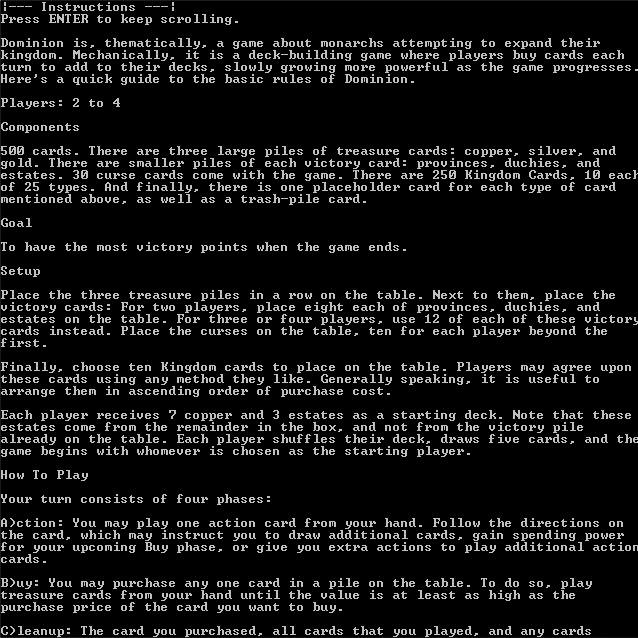 |--- Instructions ---|
Press ENTER to keep scrolling.
Dominion is, thematically, a game about monarchs attempting to expand their
kingdom. Mechanically, it is a deck-building game where players buy cards each
turn to add to their decks, slowly growing more powerful as the game progresses.
Here's a quick guide to the basic rules of Dominion.
Players: 2 to 4
Components
500 cards. There are three large piles of treasure cards: copper, silver, and
gold. There are smaller piles of each victory card: provinces, duchies, and
estates. 30 curse cards come with the game. There are 250 Kingdom Cards, 10 each
of 25 types. And finally, there is one placeholder card for each type of card
mentioned above, as well as a trash-pile card.
Goal
To have the most victory points when the game ends.
Setup
Place the three treasure piles in a row on the table. Next to them, place the
victory cards: For two players, place eight each of provinces, duchies, and
estates on the table. For three or four players, use 12 of each of these victory
cards instead. Place the curses on the table, ten for each player beyond the
first.
Finally, choose ten Kingdom cards to place on the table. Players may agree upon
these cards using any method they like. Generally speaking, it is useful to
arrange them in ascending order of purchase cost.
Each player receives 7 copper and 3 estates as a starting deck. Note that these
estates come from the remainder in the box, and not from the victory pile
already on the table. Each player shuffles their deck, draws five cards, and the
game begins with whomever is chosen as the starting player.
How To Play
Your turn consists of four phases:
A)ction: You may play one action card from your hand. Follow the directions on
the card, which may instruct you to draw additional cards, gain spending power
for your upcoming Buy phase, or give you extra actions to play additional action
cards.
B)uy: You may purchase any one card in a pile on the table. To do so, play
treasure cards from your hand until the value is at least as high as the
purchase price of the card you want to buy.
C)leanup: The card you purchased, all cards that you played, and any cards